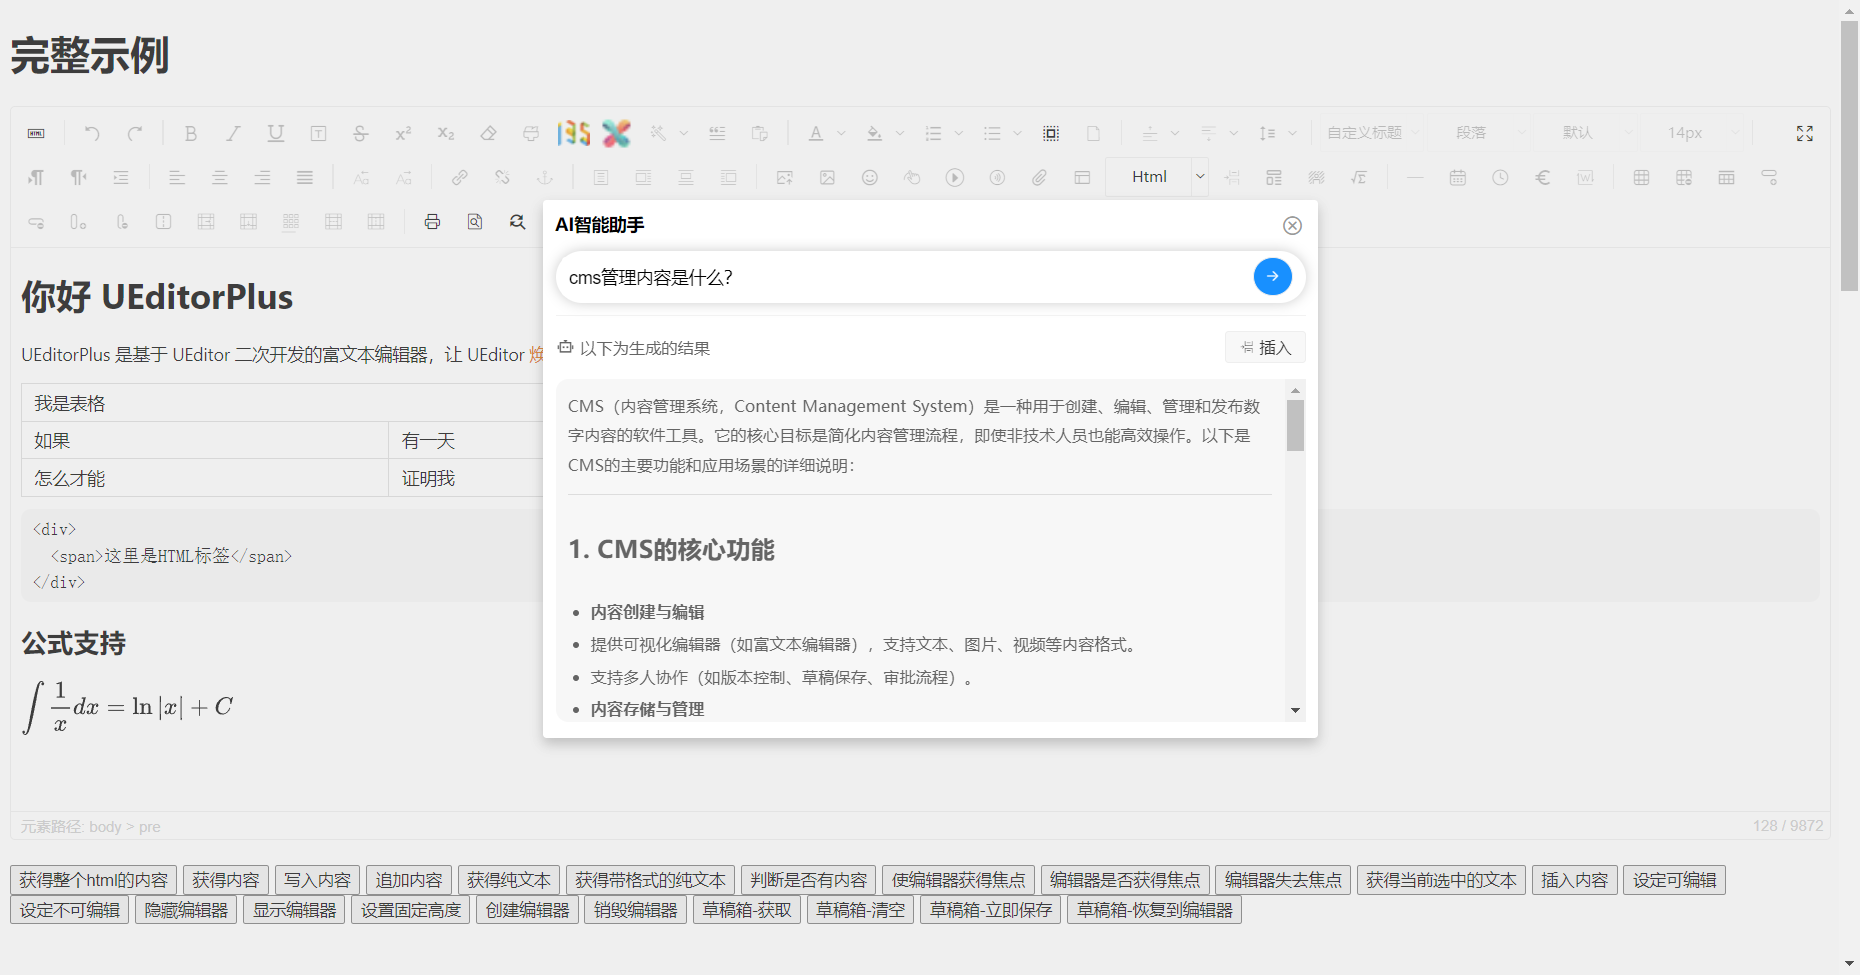 完整示例
HTML
135
自定义标题 段落 默认 14px
Html
AI智能助手
cms管理内容是什么？
以下为生成的结果
插入
CMS（内容管理系统，Content Management System）是一种用于创建、编辑、管理和发布数
字内容的软件工具。它的核心目标是简化内容管理流程，即使非技术人员也能高效操作。以下是
CMS的主要功能和应用场景的详细说明：
1. CMS的核心功能
• 内容创建与编辑
• 提供可视化编辑器（如富文本编辑器），支持文本、图片、视频等内容格式。
• 支持多人协作（如版本控制、草稿保存、审批流程）。
• 内容存储与管理
你好 UEditorPlus
UEditorPlus 是基于 UEditor 二次开发的富文本编辑器，让 UEditor 焕
我是表格
如果 有一天
怎么才能 证明我
<div>
<span>这里是HTML标签</span>
</div>
公式支持
∫ 1/x dx = ln |x| + C
元素路径: body > pre
128 / 9872
获得整个html的内容 获得内容 写入内容 追加内容 获得纯文本 获得带格式的纯文本 判断是否有内容 使编辑器获得焦点 编辑器是否获得焦点 编辑器失去焦点 获得当前选中的文本 插入内容 设定可编辑
设定不可编辑 隐藏编辑器 显示编辑器 设置固定高度 创建编辑器 销毁编辑器 草稿箱-获取 草稿箱-清空 草稿箱-立即保存 草稿箱-恢复到编辑器